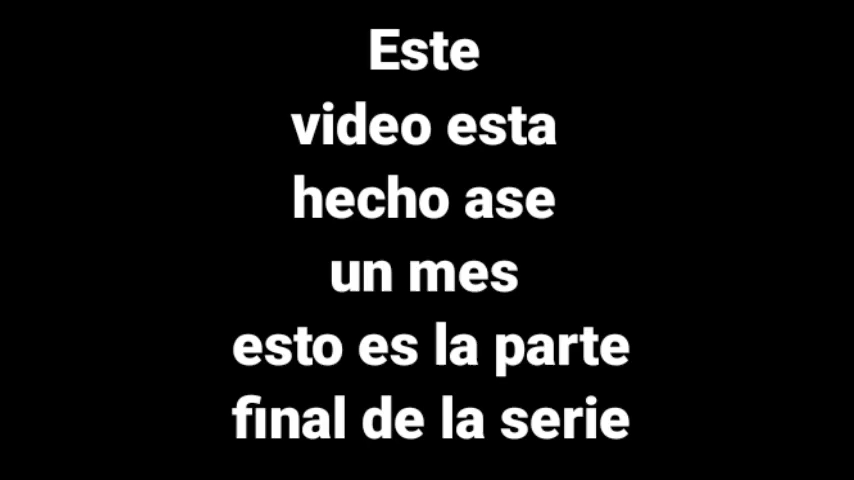 Este
video esta
hecho ase
un mes
esto es la parte
final de la serie